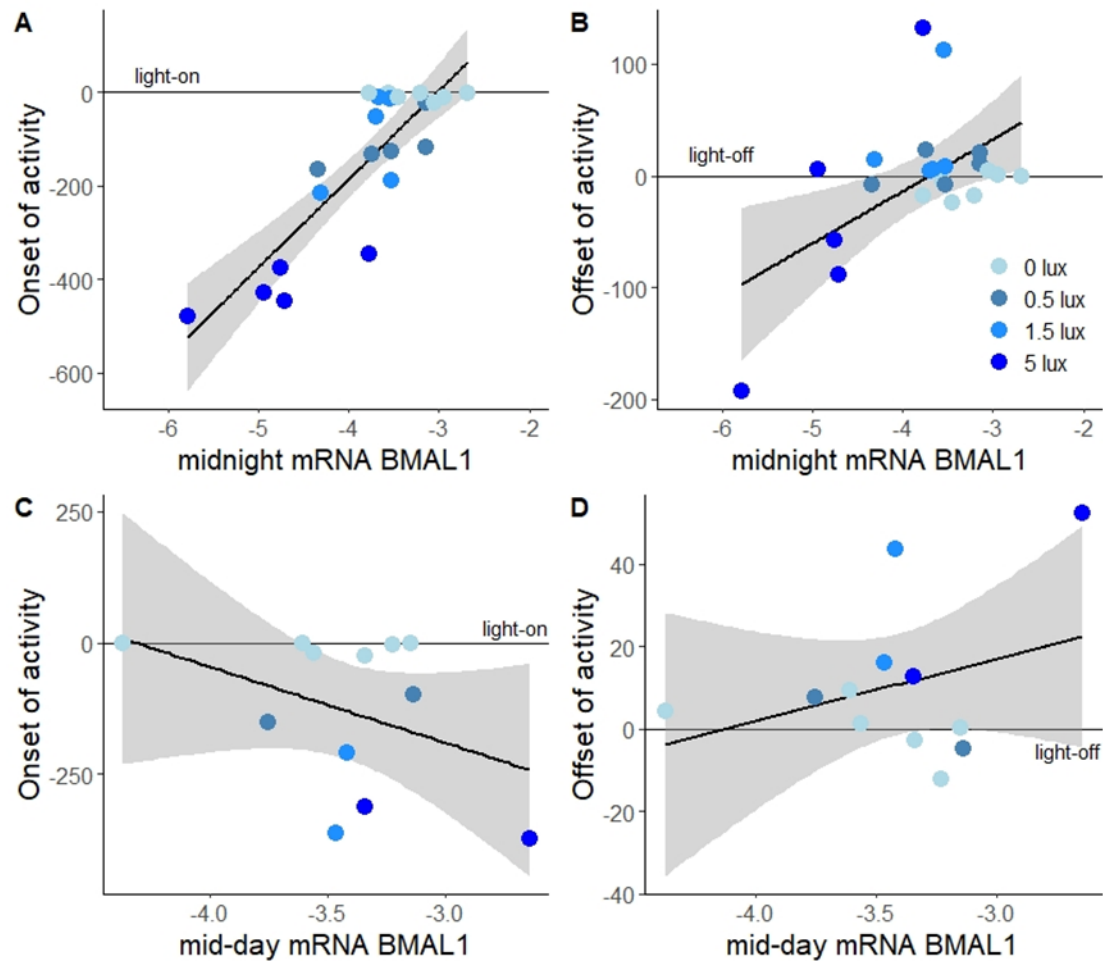 A
light-on
0
-200
-400
-600
Onset of activity
-6 -5 -4 -3 -2
midnight mRNA BMAL1
B
100
light-off
0
-100
-200
Offset of activity
0 lux
0.5 lux
1.5 lux
5 lux
-6 -5 -4 -3 -2
midnight mRNA BMAL1
C
250
light-on
0
-250
Onset of activity
-4.0 -3.5 -3.0
mid-day mRNA BMAL1
D
40
20
0
light-off
-20
-40
Offset of activity
-4.0 -3.5 -3.0
mid-day mRNA BMAL1